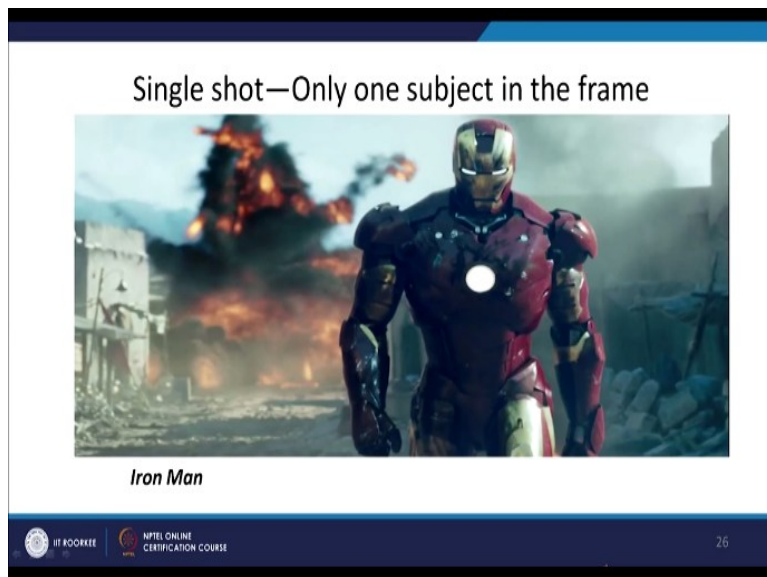 Single shot—Only one subject in the frame
Iron Man
IIT ROORKEE
NPTEL ONLINE
CERTIFICATION COURSE
26